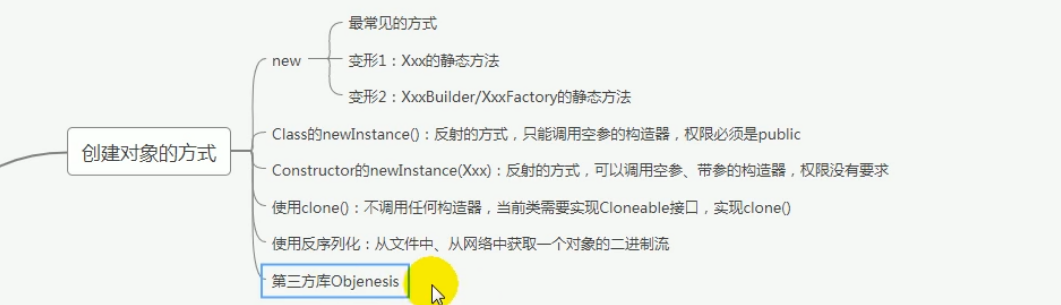 最常见的方式
new
变形1：Xxx的静态方法
变形2：XxxBuilder/XxxFactory的静态方法
创建对象的方式
Class的newInstance()：反射的方式，只能调用空参的构造器，权限必须是public
Constructor的newInstance(Xxx)：反射的方式，可以调用空参、带参的构造器，权限没有要求
使用clone()：不调用任何构造器，当前类需要实现Cloneable接口，实现clone()
使用反序列化：从文件中、从网络中获取一个对象的二进制流
第三方库Objenesis